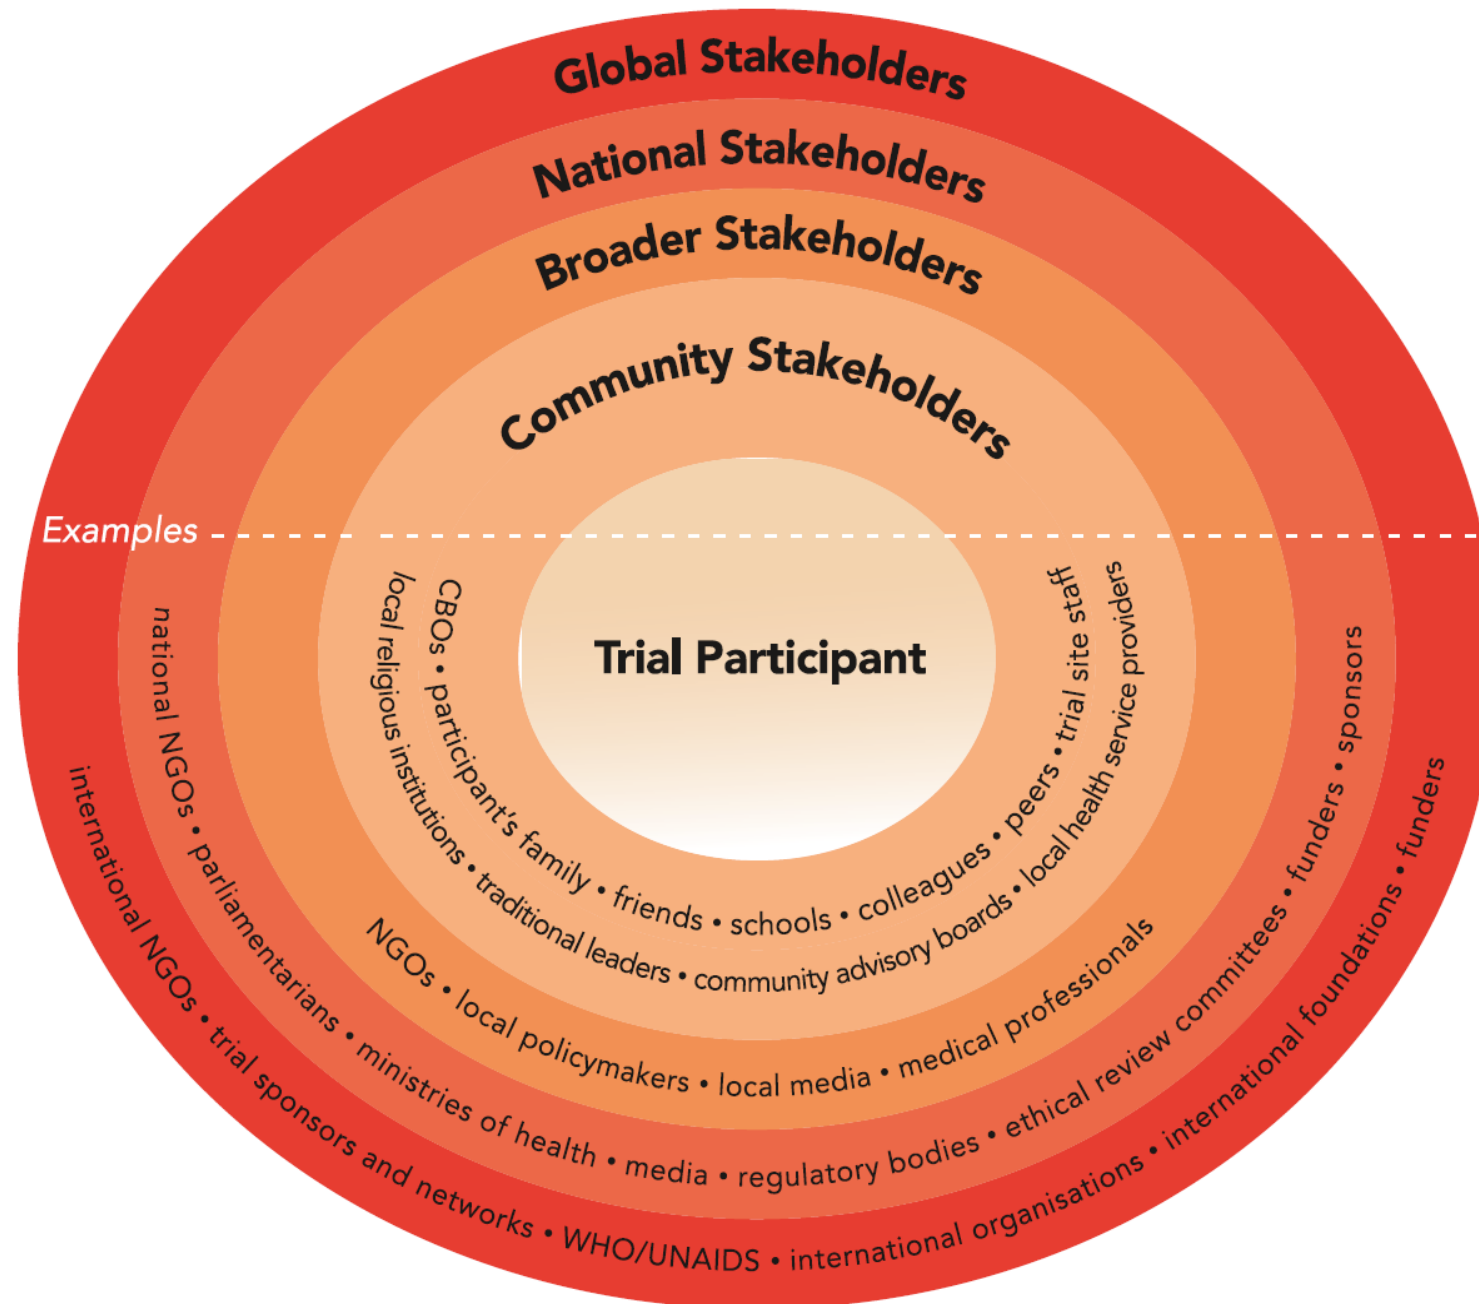 Global Stakeholders
National Stakeholders
Broader Stakeholders
Community Stakeholders
Examples
Trial Participant
CBOs • participant's family • friends • schools • colleagues • peers • trial site staff
local religious institutions • traditional leaders • community advisory boards • local health service providers
NGOs • local policymakers • local media • medical professionals
national NGOs • parliamentarians • ministries of health • media • regulatory bodies • ethical review committees • funders • sponsors
international NGOs • trial sponsors and networks • WHO/UNAIDS • international organisations • international foundations • funders